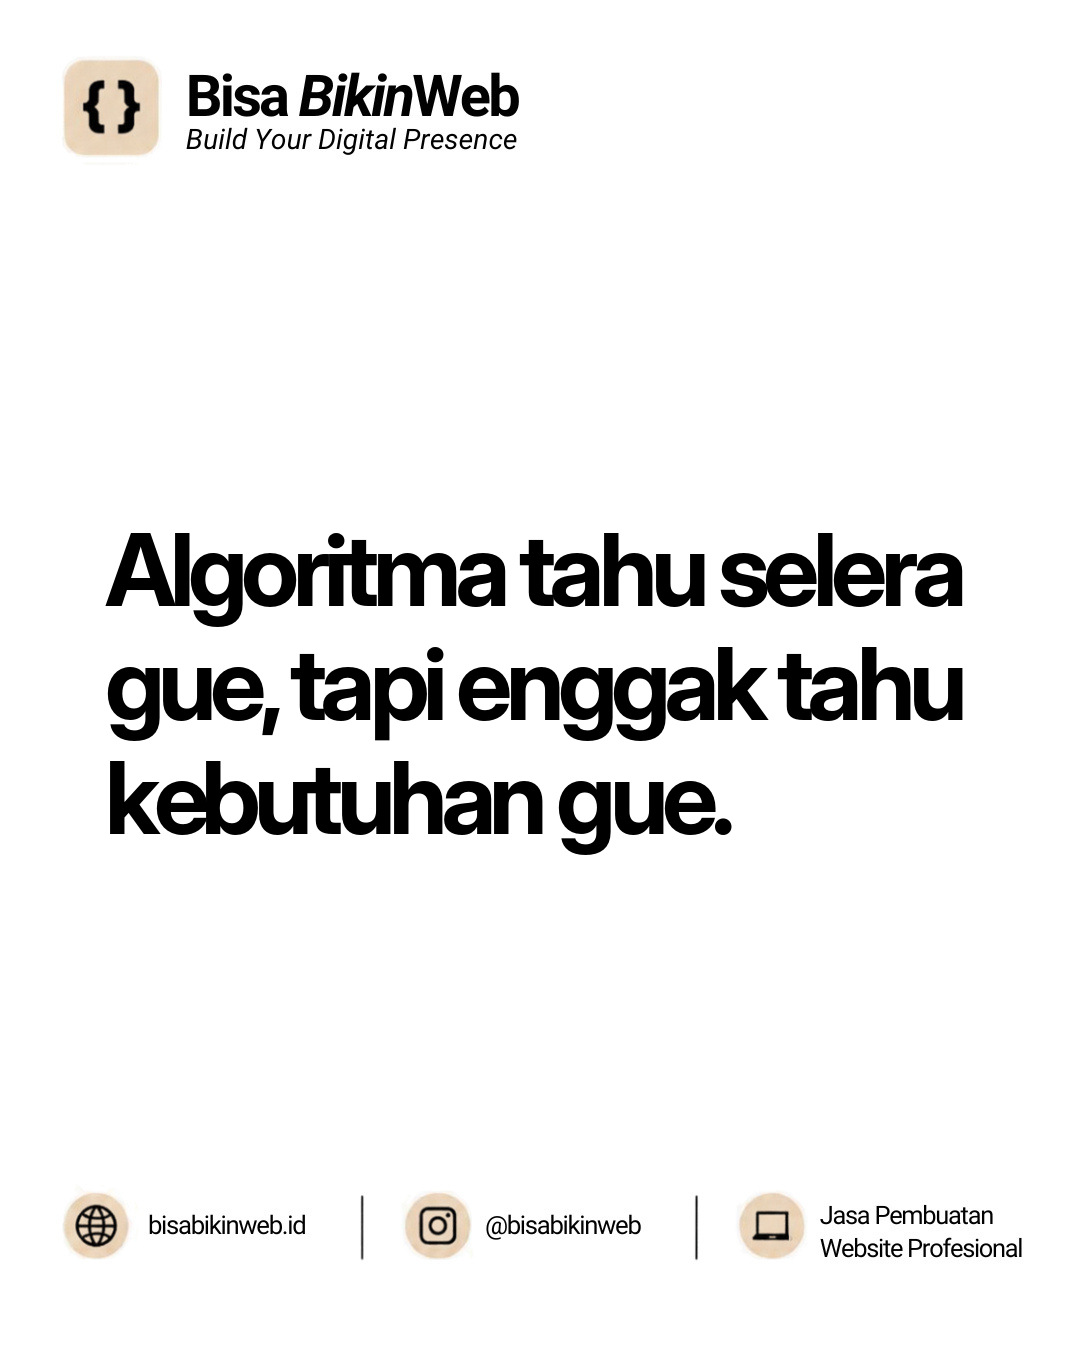 { }
Bisa BikinWeb
Build Your Digital Presence
Algoritma tahu selera
gue, tapi enggak tahu
kebutuhan gue.
bisabikinweb.id
@bisabikinweb
Jasa Pembuatan
Website Profesional